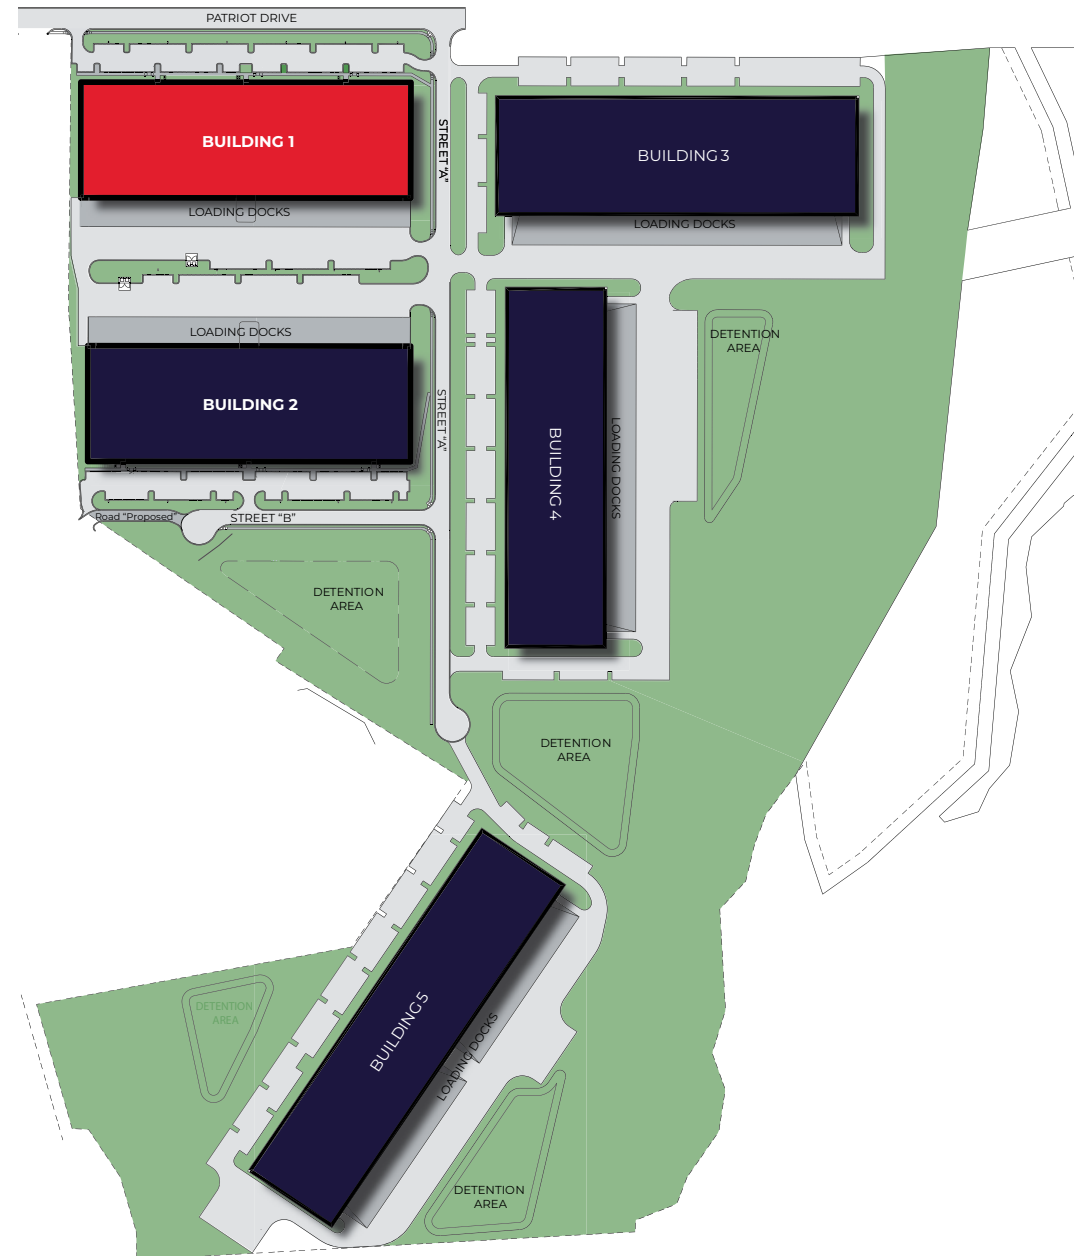 PATRIOT DRIVE
BUILDING 1
STREET "A"
BUILDING 3
LOADING DOCKS
LOADING DOCKS
LOADING DOCKS
DETENTION
AREA
BUILDING 2
STREET "A"
BUILDING 4
LOADING DOCKS
Road "Proposed"
STREET "B"
DETENTION
AREA
DETENTION
AREA
DETENTION
AREA
BUILDING 5
LOADING DOCKS
DETENTION
AREA